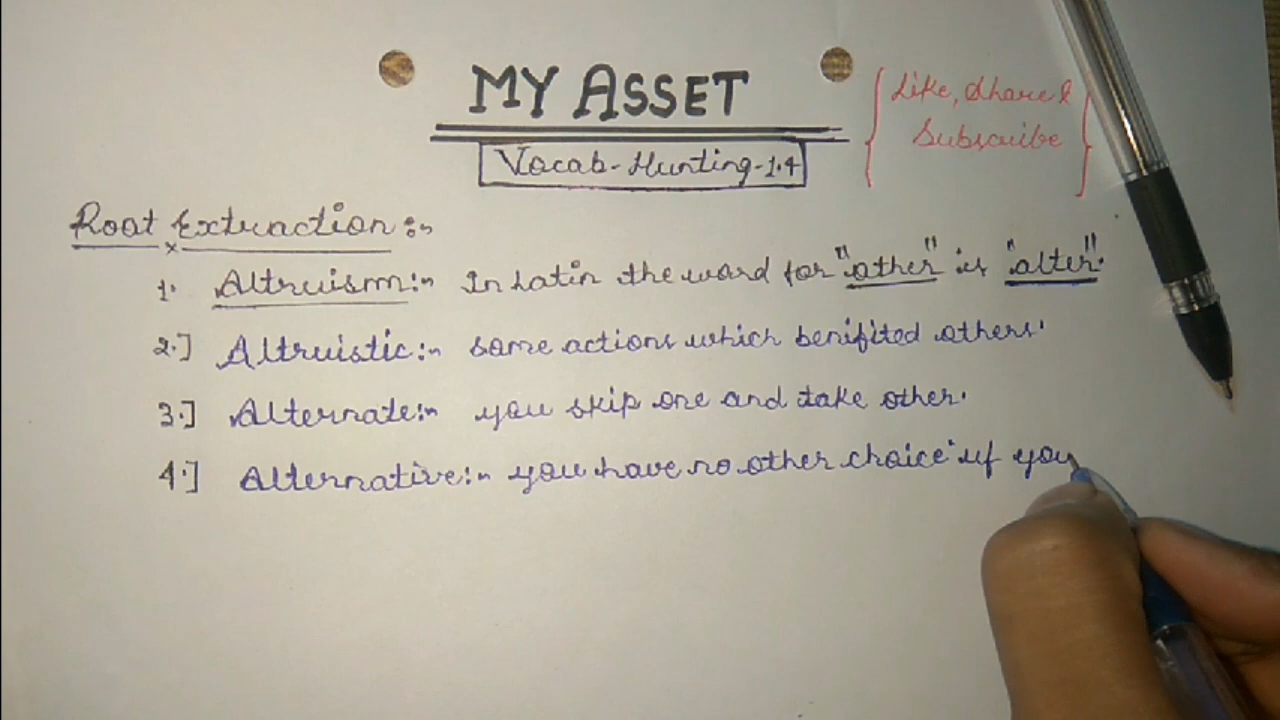 MY ASSET
Like, Share &
Subscribe
Vocab-Hunting-1.4
Root Extraction:-
1. Altruism:- In Latin the word for "other" is "alter".
2.] Altruistic:- some actions which benifited others.
3.] Alternate:- you skip one and take other.
4.] Alternative:- you have no other choice if you